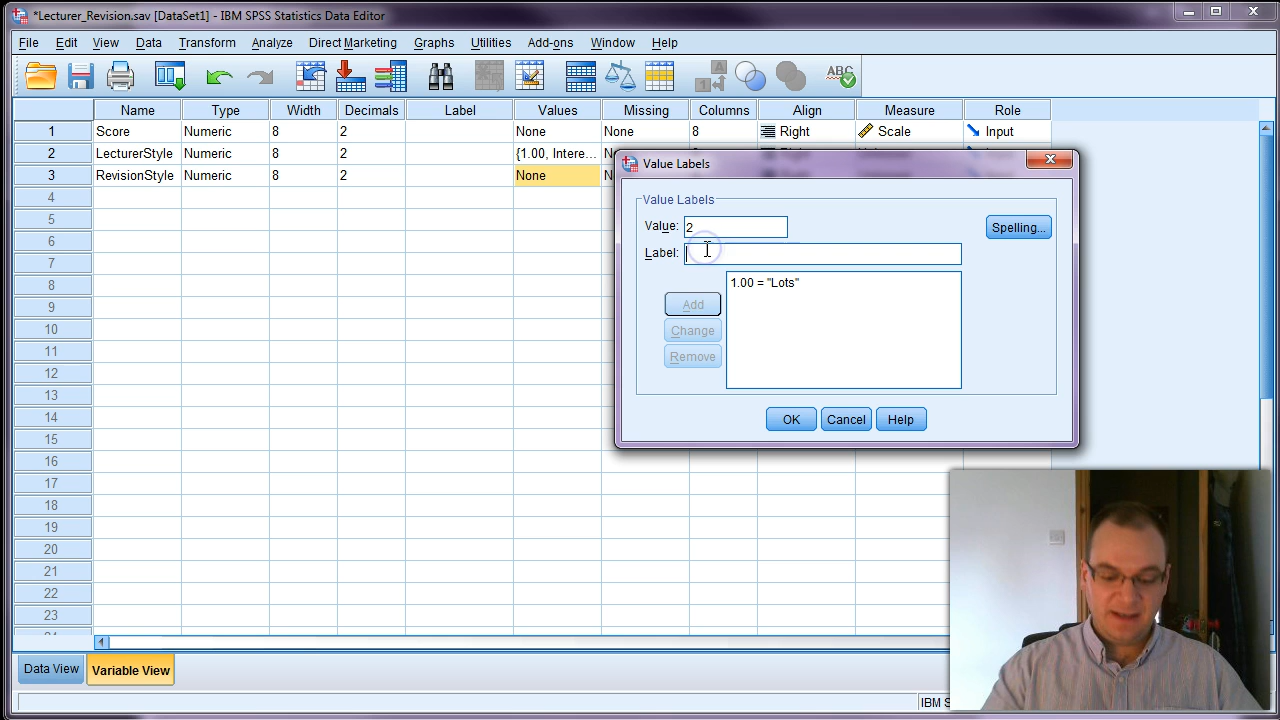 *Lecturer_Revision.sav [DataSet1] - IBM SPSS Statistics Data Editor
File Edit View Data Transform Analyze Direct Marketing Graphs Utilities Add-ons Window Help
A
1 4
ABC
Name Type Width Decimals Label Values Missing Columns Align Measure Role
1 Score Numeric 8 2 None None 8 Right Scale Input
2 LecturerStyle Numeric 8 2 {1.00, Intere...
3 RevisionStyle Numeric 8 2 None
4
5
6
7
8
9
10
11
12
13
14
15
16
17
18
19
20
21
22
23
Value Labels
Value Labels
Value: 2
Spelling...
Label:
1.00 = "Lots"
Add
Change
Remove
OK Cancel Help
Data View Variable View
IBM